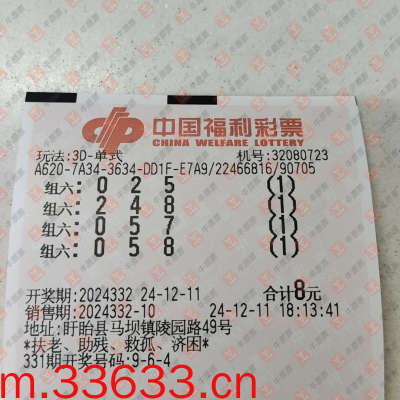 中国福利彩票
CHINA WELFARE LOTTERY
玩法:3D-单式 机号:32080723
A620-7A34-3634-DD1F-E7A9/22466816/90705
组六: 0 2 5 (1)
组六: 2 4 8 (1)
组六: 0 5 7 (1)
组六: 0 5 8 (1)
开奖期:2024332 24-12-11 合计8元
销售期:2024332-10 24-12-11 18:13:41
地址:盱眙县马坝镇陵园路49号
*扶老、助残、救孤、济困*
331期开奖号码:9-6-4
m.33633.cn